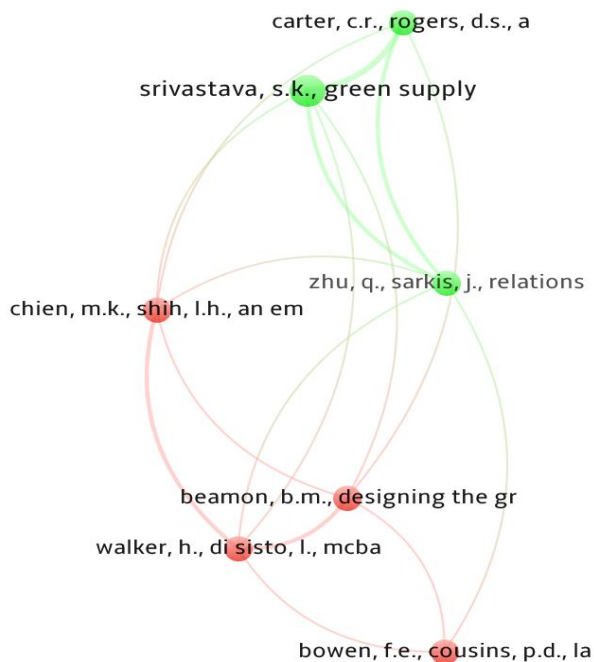 carter, c.r., rogers, d.s., a
srivastava, s.k., green supply
zhu, q., sarkis, j., relations
chien, m.k., shih, l.h., an em
beamon, b.m., designing the gr
walker, h., di sisto, l., mcba
bowen, f.e., cousins, p.d., la